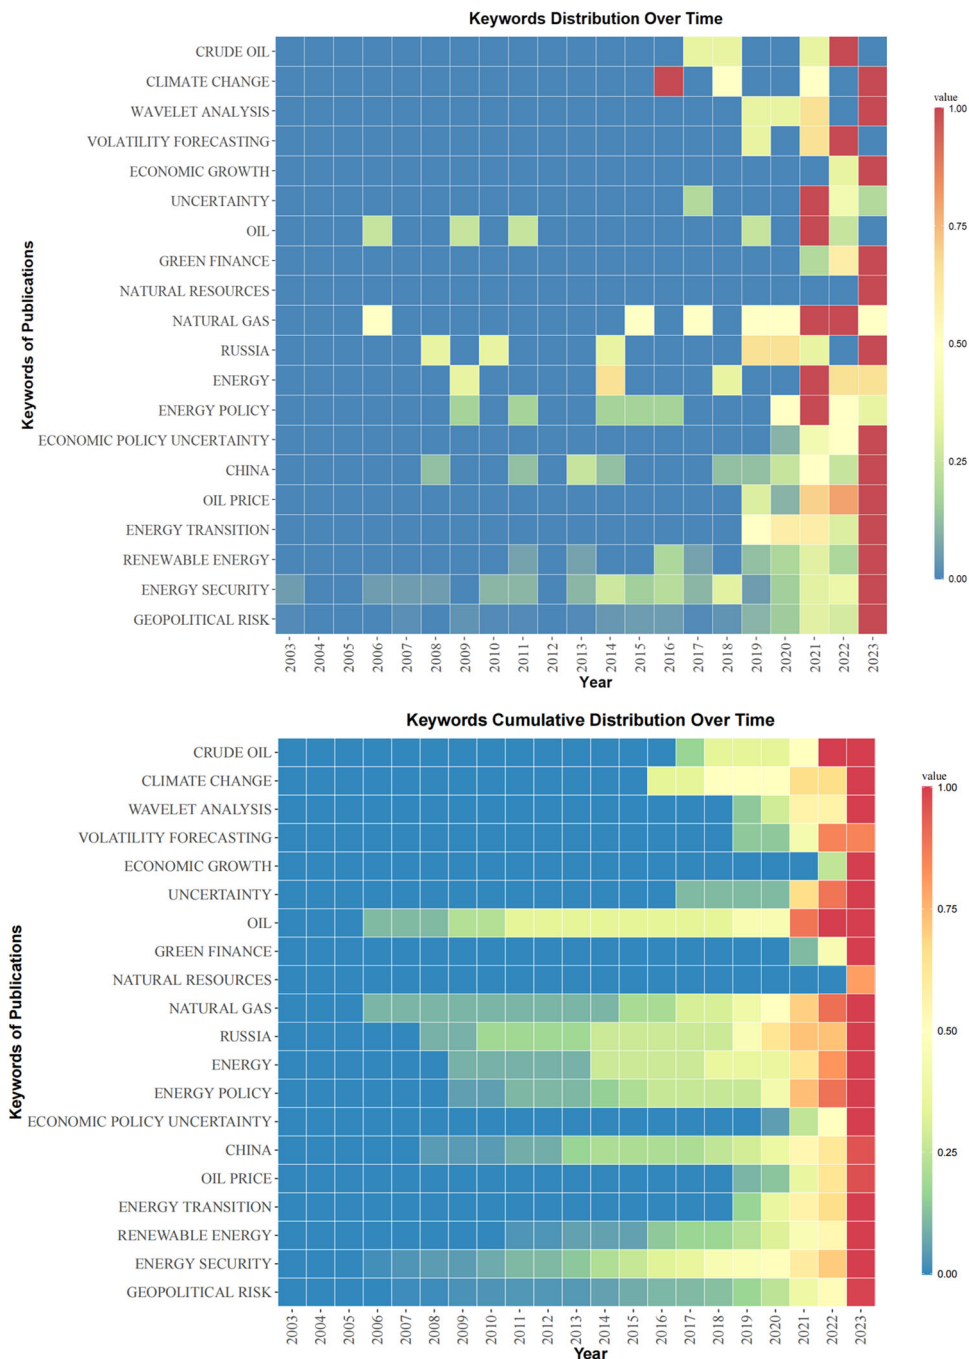 Keywords Distribution Over Time
Keywords of Publications
CRUDE OIL
CLIMATE CHANGE
WAVELET ANALYSIS
VOLATILITY FORECASTING
ECONOMIC GROWTH
UNCERTAINTY
OIL
GREEN FINANCE
NATURAL RESOURCES
NATURAL GAS
RUSSIA
ENERGY
ENERGY POLICY
ECONOMIC POLICY UNCERTAINTY
CHINA
OIL PRICE
ENERGY TRANSITION
RENEWABLE ENERGY
ENERGY SECURITY
GEOPOLITICAL RISK
2003 2004 2005 2006 2007 2008 2009 2010 2011 2012 2013 2014 2015 2016 2017 2018 2019 2020 2021 2022 2023
Year
value
1.00
0.75
0.50
0.25
0.00
Keywords Cumulative Distribution Over Time
Keywords of Publications
CRUDE OIL
CLIMATE CHANGE
WAVELET ANALYSIS
VOLATILITY FORECASTING
ECONOMIC GROWTH
UNCERTAINTY
OIL
GREEN FINANCE
NATURAL RESOURCES
NATURAL GAS
RUSSIA
ENERGY
ENERGY POLICY
ECONOMIC POLICY UNCERTAINTY
CHINA
OIL PRICE
ENERGY TRANSITION
RENEWABLE ENERGY
ENERGY SECURITY
GEOPOLITICAL RISK
2003 2004 2005 2006 2007 2008 2009 2010 2011 2012 2013 2014 2015 2016 2017 2018 2019 2020 2021 2022 2023
Year
value
1.00
0.75
0.50
0.25
0.00